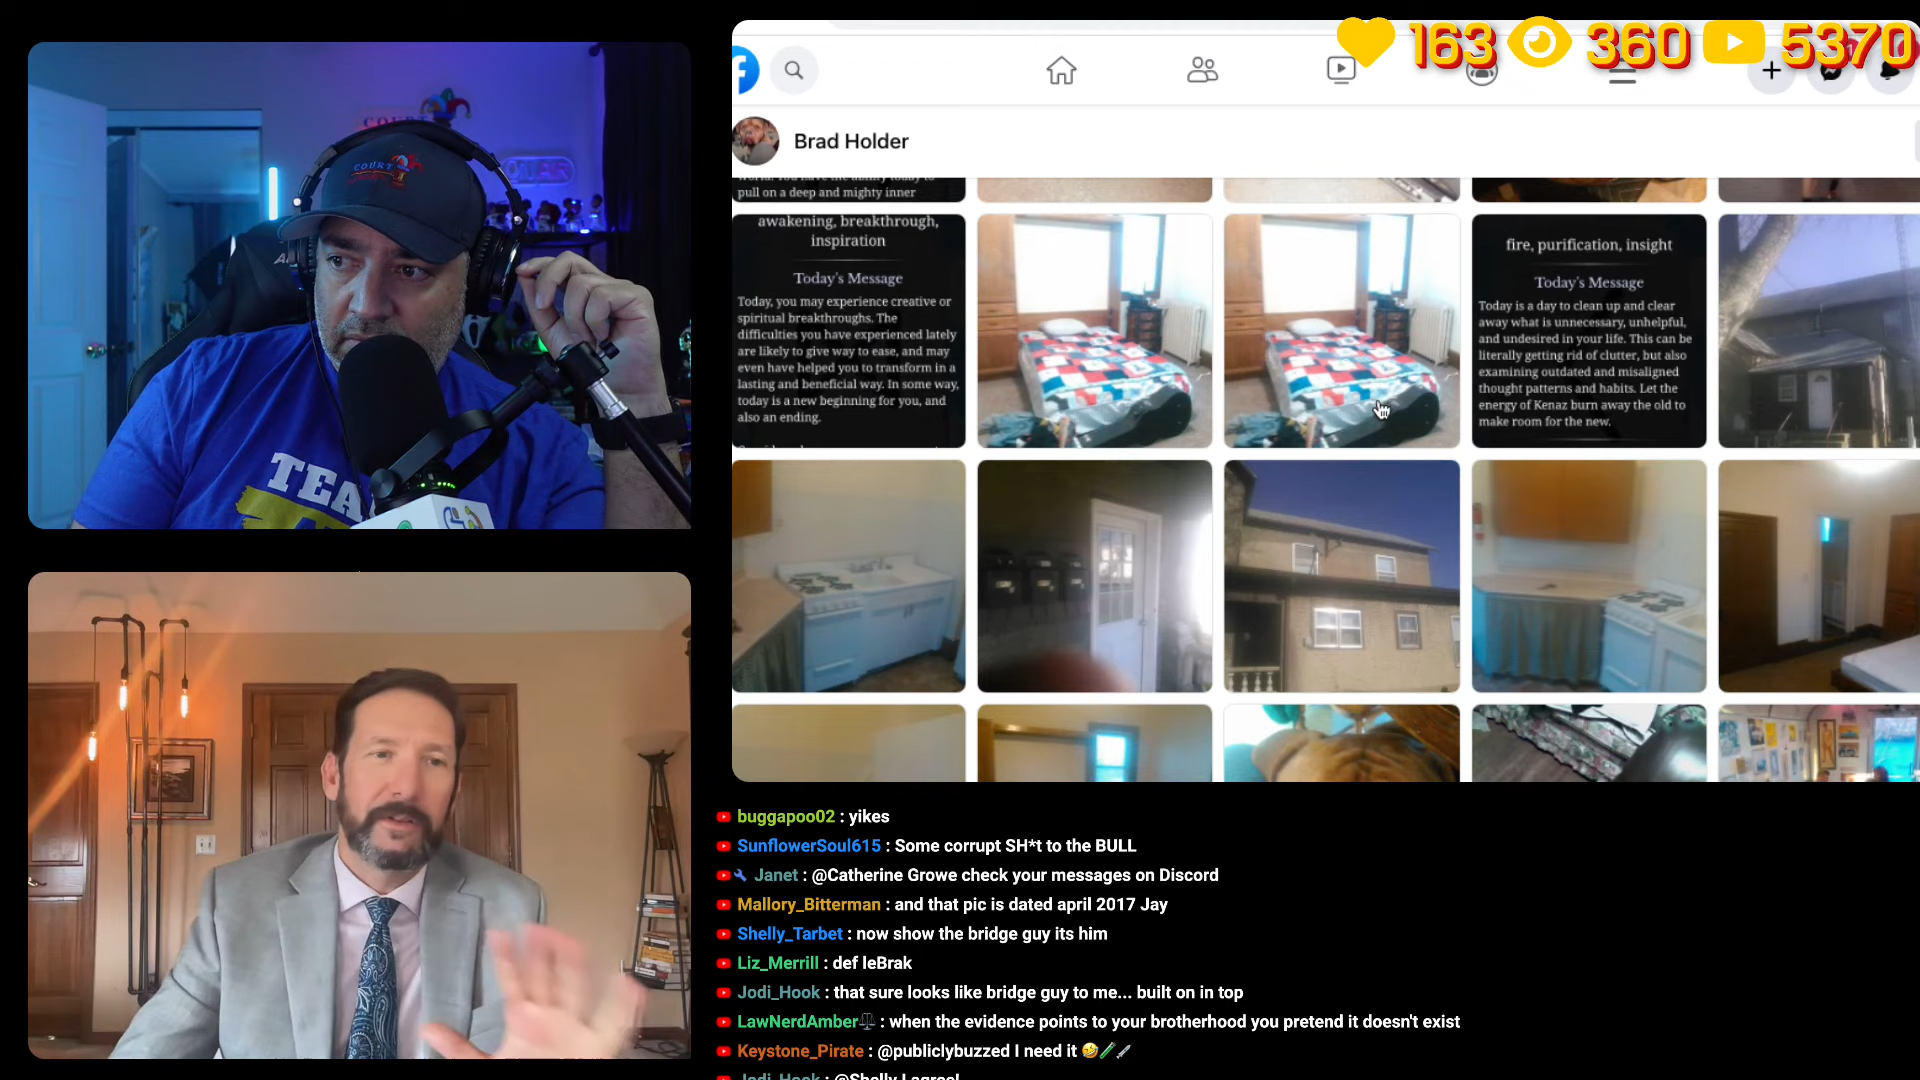 163 360 5370
COURT
COURT
TEA
Brad Holder
pull on a deep and mighty inner
awakening, breakthrough,
inspiration
Today's Message
Today, you may experience creative or
spiritual breakthroughs. The
difficulties you have experienced lately
are likely to give way to ease, and may
even have helped you to transform in a
lasting and beneficial way. In some way,
today is a new beginning for you, and
also an ending.
fire, purification, insight
Today's Message
Today is a day to clean up and clear
away what is unnecessary, unhelpful,
and undesired in your life. This can be
literally getting rid of clutter, but also
examining outdated and misaligned
thought patterns and habits. Let the
energy of Kenaz burn away the old to
make room for the new.
buggapoo02 : yikes
SunflowerSoul615 : Some corrupt SH*t to the BULL
Janet : @Catherine Growe check your messages on Discord
Mallory_Bitterman : and that pic is dated april 2017 Jay
Shelly_Tarbet : now show the bridge guy its him
Liz_Merrill : def leBrak
Jodi_Hook : that sure looks like bridge guy to me... built on in top
LawNerdAmber⚖ : when the evidence points to your brotherhood you pretend it doesn't exist
Keystone_Pirate : @publiclybuzzed I need it 🤣🧪🗡
Jodi_Hook : @Shelly I agree!